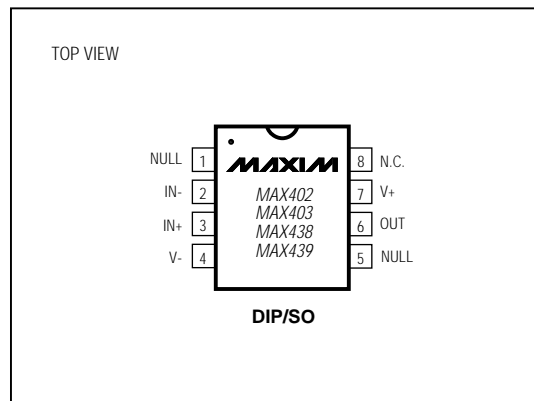 TOP VIEW
NULL 1 MAXIM 8 N.C.
IN- 2 MAX402 7 V+
IN+ 3 MAX403 6 OUT
V- 4 MAX438 5 NULL
MAX439
DIP/SO